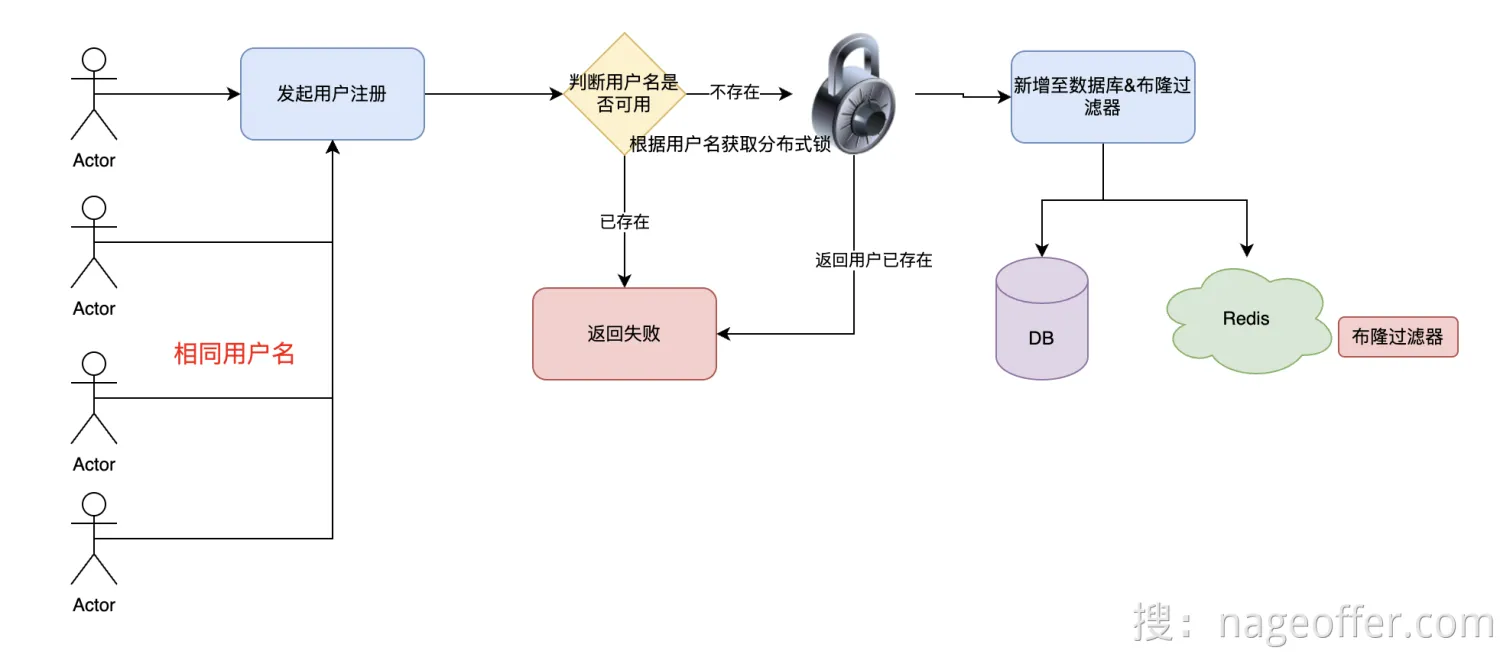 Actor
发起用户注册
判断用户名是
否可用
不存在
根据用户名获取分布式锁
新增至数据库&布隆过
滤器
Actor
已存在
返回用户已存在
相同用户名
返回失败
DB
Redis
布隆过滤器
Actor
Actor
搜：nageoffer.com